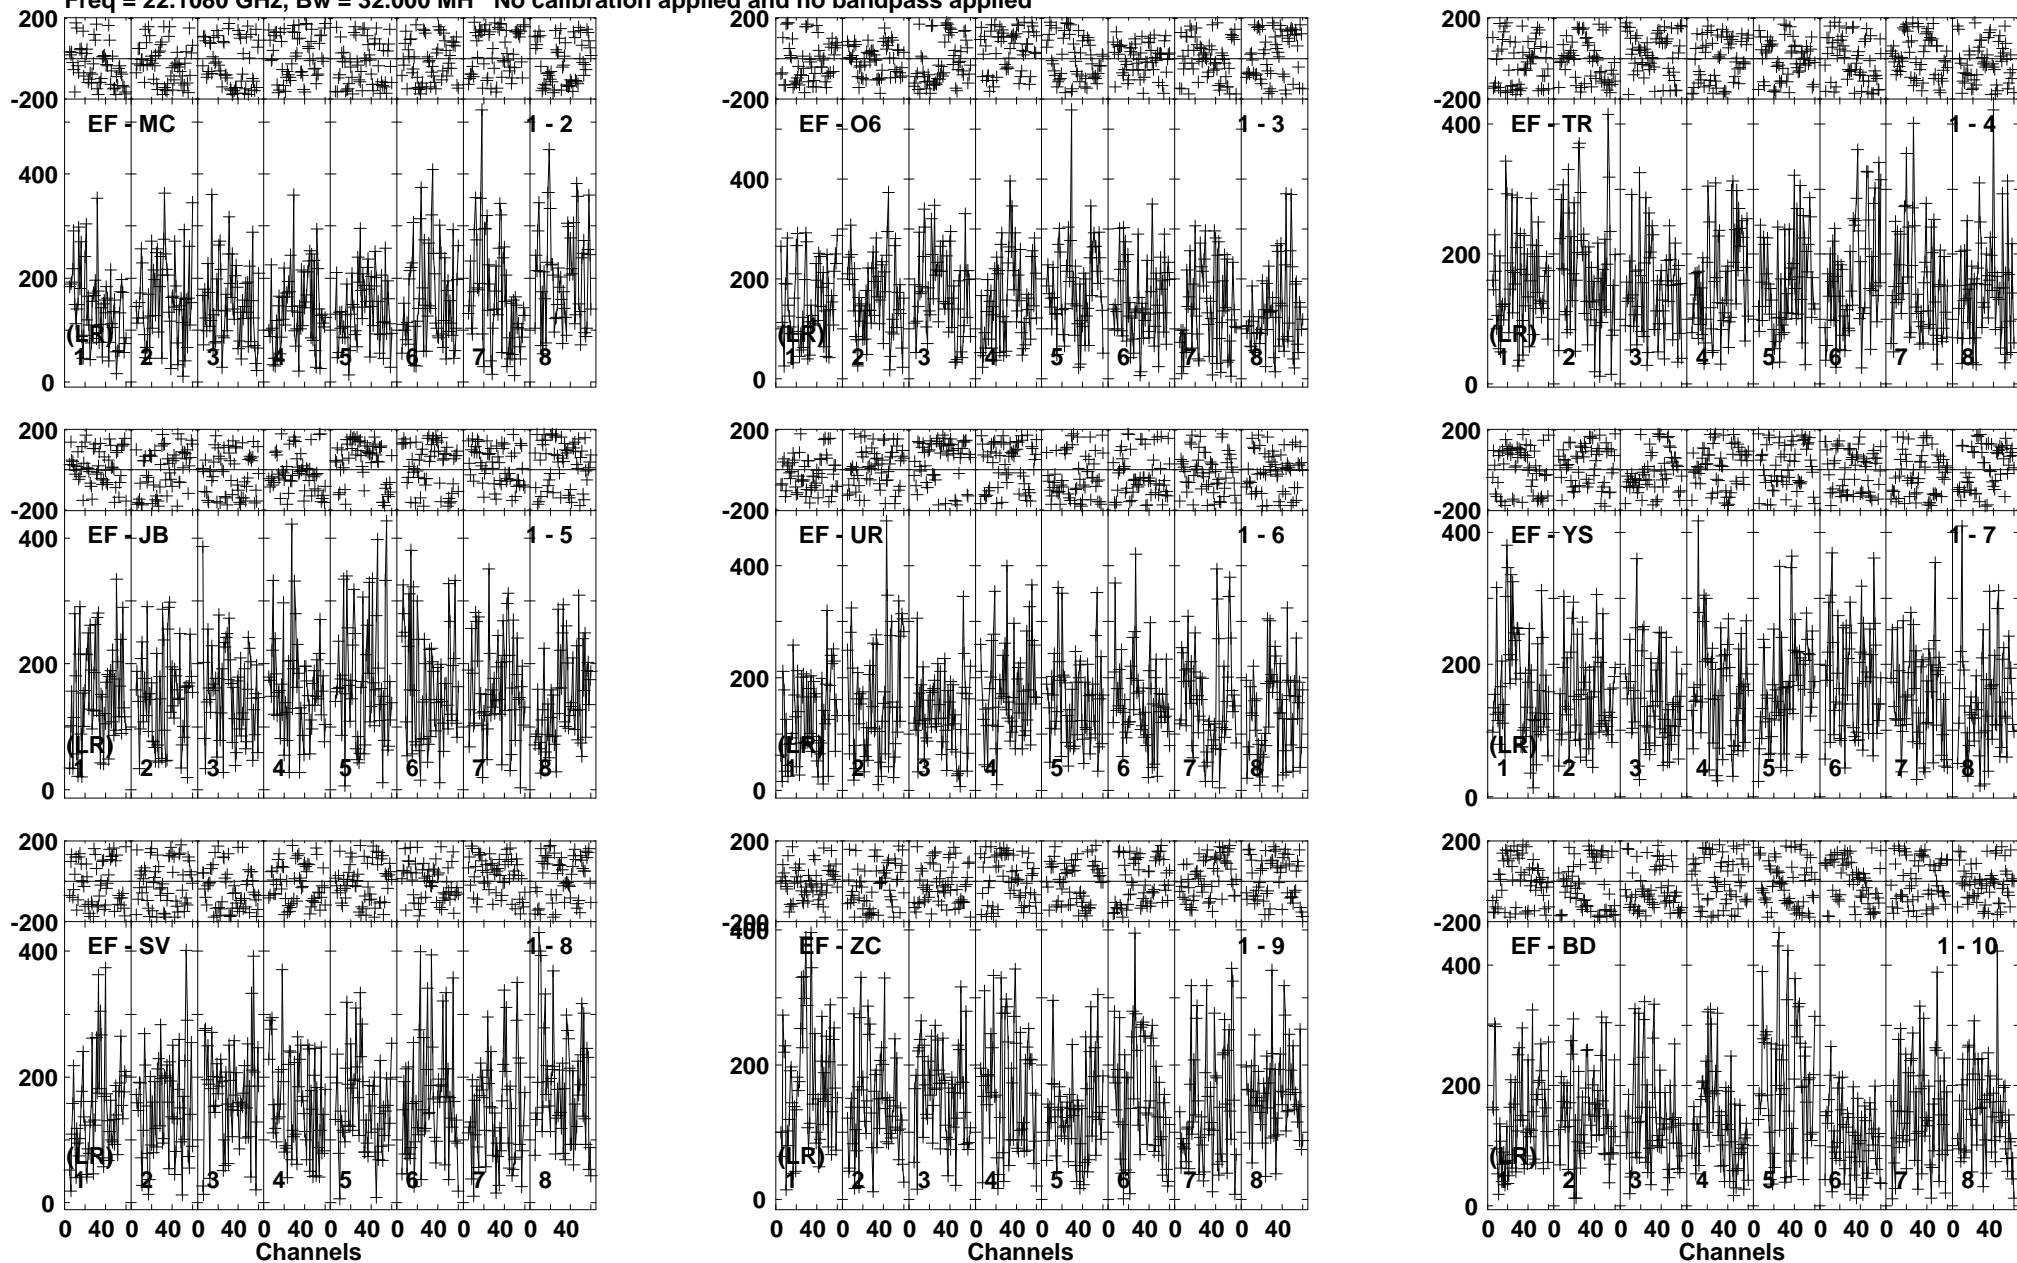 Freq = 22.1080 GHz, Bw = 32.000 MH No calibration applied and no bandpass applied
200 200 200
-200 -200 -200
EF - MC 1 - 2 EF - O6 1 - 3 EF - TR 1 - 4
400 400 400
200 200 200
(LR) (LR) (LR)
1 2 3 4 5 6 7 8 1 2 3 4 5 6 7 8 1 2 3 4 5 6 7 8
0 0 0
200 200 200
-200 -200 -200
EF - JB 1 - 5 EF - UR 1 - 6 EF - YS 1 - 7
400 400 400
200 200 200
(LR) (LR) (LR)
1 2 3 4 5 6 7 8 1 2 3 4 5 6 7 8 1 2 3 4 5 6 7 8
0 0 0
200 200 200
-200 -200 -200
400
EF - SV 1 - 8 EF - ZC 1 - 9 EF - BD 1 - 10
400 400
200 200 200
(LR) (LR) (LR)
1 2 3 4 5 6 7 8 1 2 3 4 5 6 7 8 1 2 3 4 5 6 7 8
0 0 0
0 40 0 40 0 40 0 40 0 40 0 40 0 40 0 40 0 40 0 40 0 40 0 40 0 40 0 40 0 40 0 40 0 40 0 40 0 40 0 40 0 40 0 40 0 40 0 40
Channels Channels Channels